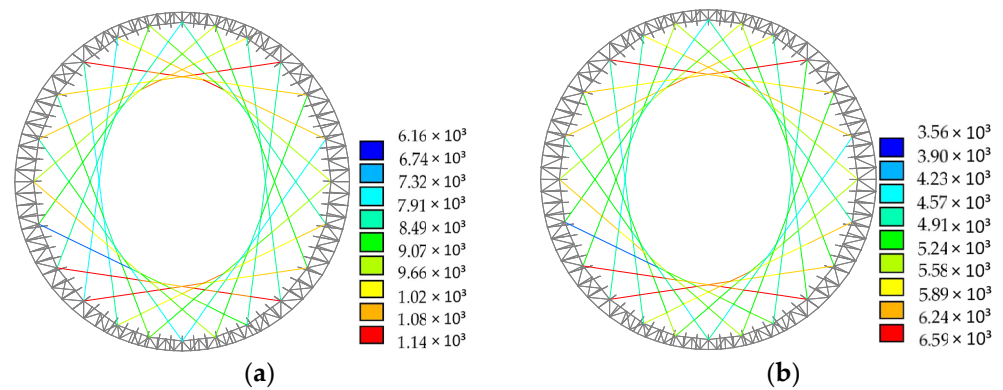 6.16 × 10³
6.74 × 10³
7.32 × 10³
7.91 × 10³
8.49 × 10³
9.07 × 10³
9.66 × 10³
1.02 × 10³
1.08 × 10³
1.14 × 10³
(a)
3.56 × 10³
3.90 × 10³
4.23 × 10³
4.57 × 10³
4.91 × 10³
5.24 × 10³
5.58 × 10³
5.89 × 10³
6.24 × 10³
6.59 × 10³
(b)